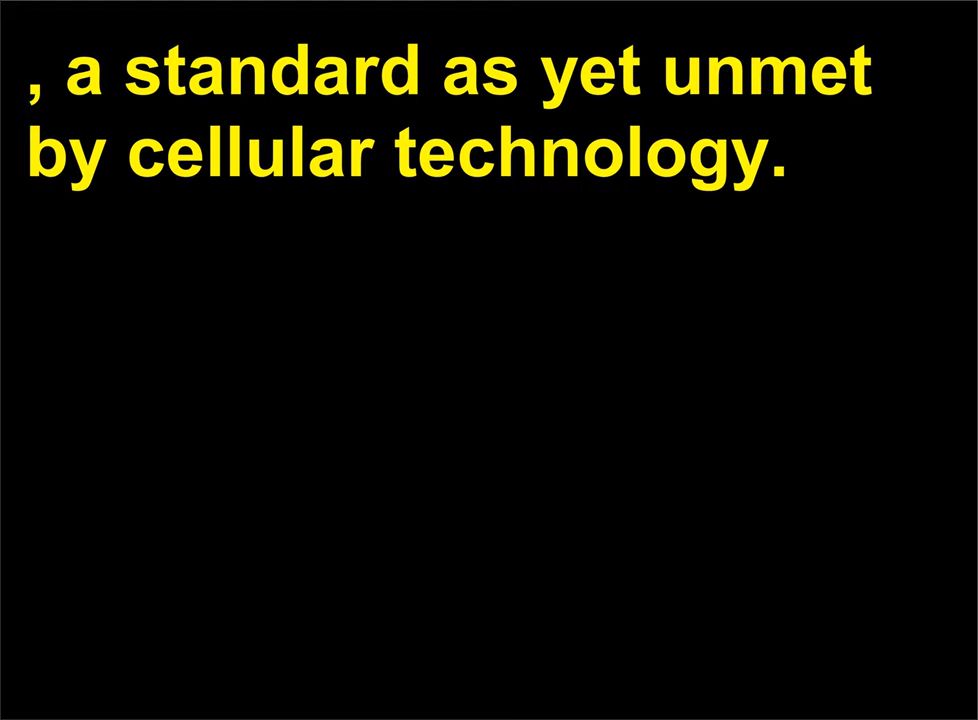 , a standard as yet unmet
by cellular technology.